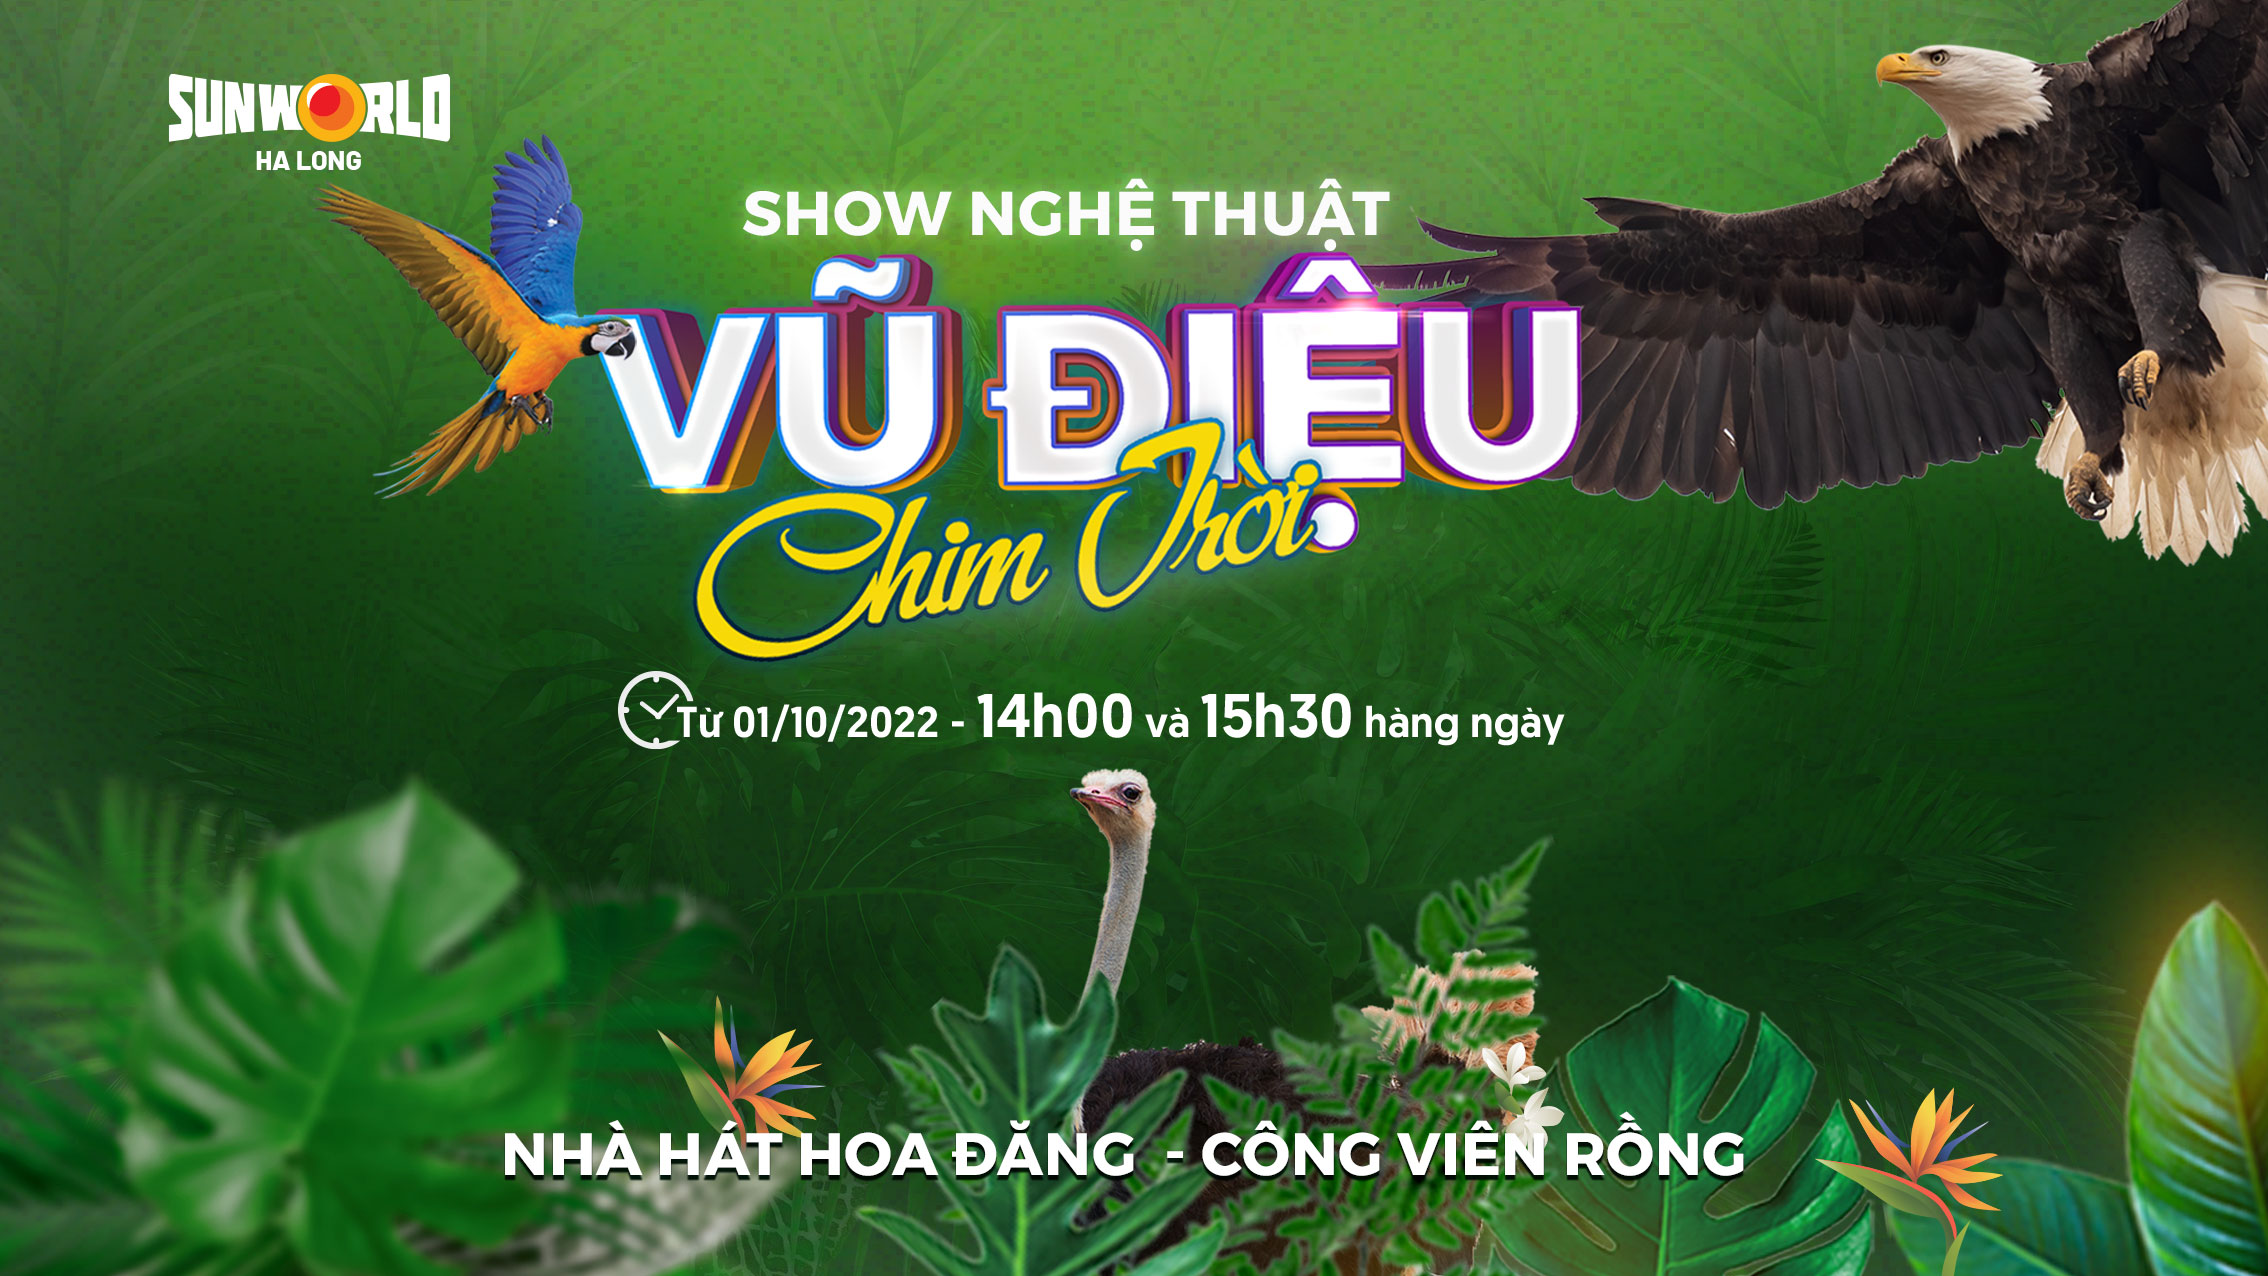 SUNWORLD
HA LONG
SHOW NGHỆ THUẬT
VŨ ĐIỆU
Chim Trời
Từ 01/10/2022 - 14h00 và 15h30 hàng ngày
NHÀ HÁT HOA ĐĂNG - CÔNG VIÊN RỒNG